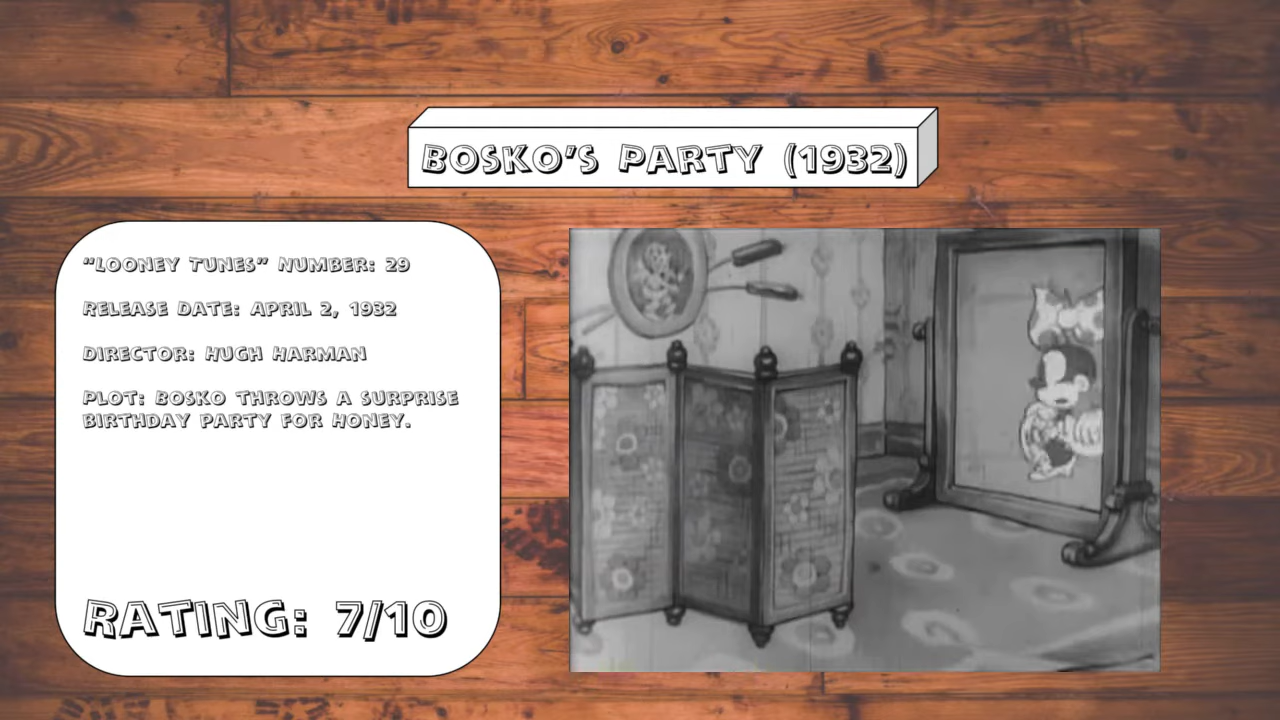 BOSKO'S PARTY (1932)
"LOONEY TUNES" NUMBER: 29
RELEASE DATE: APRIL 2, 1932
DIRECTOR: HUGH HARMAN
PLOT: BOSKO THROWS A SURPRISE
BIRTHDAY PARTY FOR HONEY.
RATING: 7/10